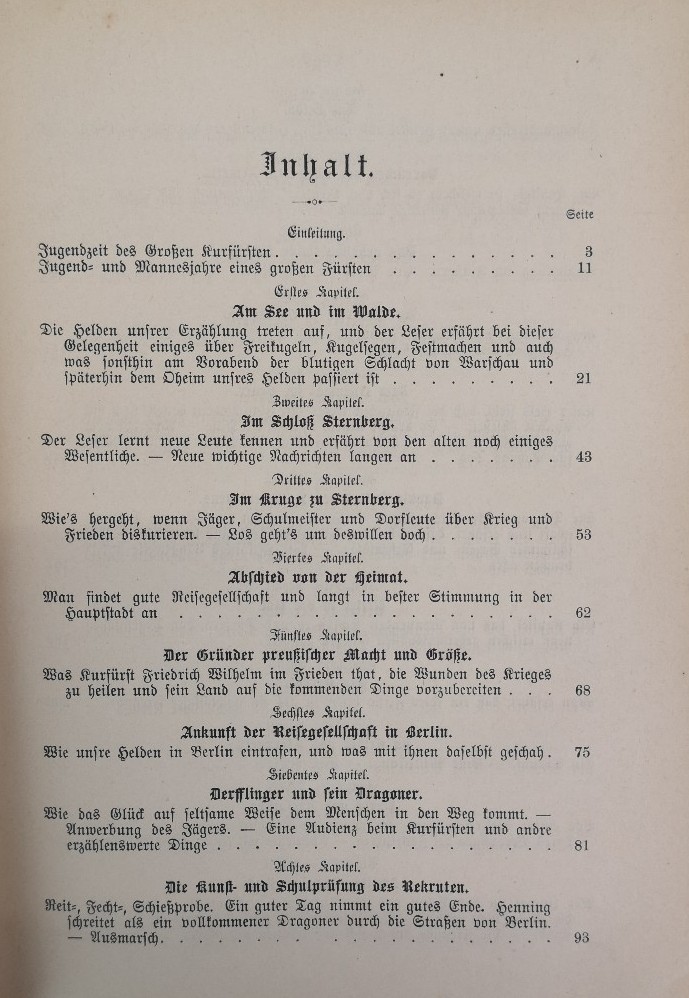 Inhalt.
Seite
Einleitung.
Jugendzeit des Großen Kurfürsten . . . . . . . . . . . . . . 3
Jugend- und Mannesjahre eines großen Fürsten . . . . . . . . . 11
Erstes Kapitel.
Am See und im Walde.
Die Helden unsrer Erzählung treten auf, und der Leser erfährt bei dieser
Gelegenheit einiges über Freikugeln, Kugelsegen, Festmachen und auch
was sonsthin am Vorabend der blutigen Schlacht von Warschau und
späterhin dem Oheim unsres Helden passiert ist . . . . . . . . . 21
Zweites Kapitel.
Im Schloß Sternberg.
Der Leser lernt neue Leute kennen und erfährt von den alten noch einiges
Wesentliche. — Neue wichtige Nachrichten langen an . . . . . . . 43
Drittes Kapitel.
Im Kruge zu Sternberg.
Wie's hergeht, wenn Jäger, Schulmeister und Dorfleute über Krieg und
Frieden diskurieren. — Los geht's um deswillen doch . . . . . . . 53
Viertes Kapitel.
Abschied von der Heimat.
Man findet gute Reisegesellschaft und langt in bester Stimmung in der
Hauptstadt an . . . . . . . . . . . . . . . . . . 62
Fünftes Kapitel.
Der Gründer preußischer Macht und Größe.
Was Kurfürst Friedrich Wilhelm im Frieden that, die Wunden des Krieges
zu heilen und sein Land auf die kommenden Dinge vorzubereiten . . . 68
Sechstes Kapitel.
Ankunft der Reisegesellschaft in Berlin.
Wie unsre Helden in Berlin eintrafen, und was mit ihnen daselbst geschah . 75
Siebentes Kapitel.
Derfflinger und sein Dragoner.
Wie das Glück auf seltsame Weise dem Menschen in den Weg kommt. —
Anwerbung des Jägers. — Eine Audienz beim Kurfürsten und andre
erzählenswerte Dinge . . . . . . . . . . . . . . . . 81
Achtes Kapitel.
Die Kunst- und Schulprüfung des Rekruten.
Reit-, Fecht-, Schießprobe. Ein guter Tag nimmt ein gutes Ende. Henning
schreitet als ein vollkommener Dragoner durch die Straßen von Berlin.
— Ausmarsch . . . . . . . . . . . . . . . . . . 93